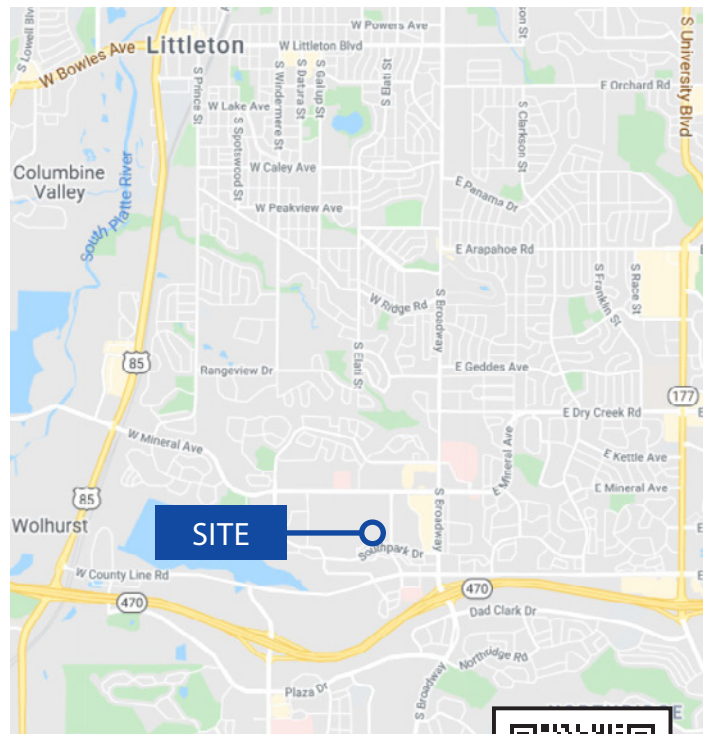 W Powers Ave
S Lowell Blv
W Bowles Ave
Littleton
W Littleton Blvd
S University Blvd
S Prince St
S Windermere St
S Datura St
S Gallup St
S Elati St
son St.
E Orchard Rd
W Lake Ave
S Spotswood St
S Clarkson St
Columbine
Valley
South Platte River
W Caley Ave
E Panama Dr
W Peakview Ave
E Arapahoe Rd
E
W Ridge Rd
S Broadway
S Franklin St
S Race St
85
S Elati St
Rangeview Dr
E Geddes Ave
177
E Dry Creek Rd
E
W Mineral Ave
E Mineral Ave
E Kettle Ave
85
S Broadway
E Mineral Ave
Wolhurst
SITE
E
Southpark Dr
W County Line Rd
470
470
E
Dad Clark Dr
Northridge Rd
Plaza Dr
S Broadway
E